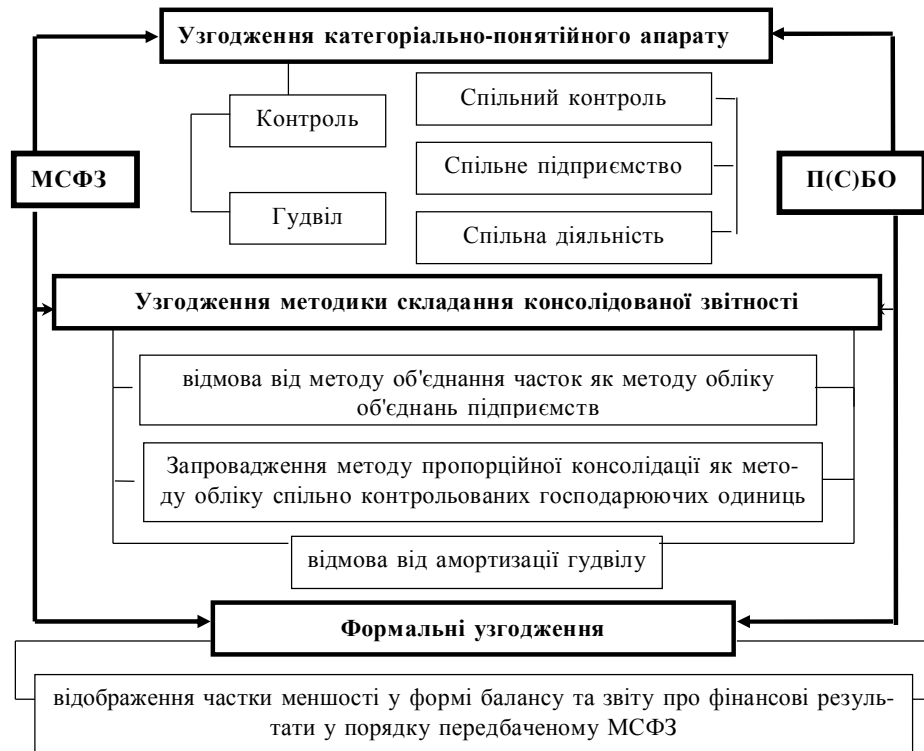 Узгодження категоріально-понятійного апарату
Контроль
Спільний контроль
МСФЗ
Спільне підприємство
П(С)БО
Гудвіл
Спільна діяльність
Узгодження методики складання консолідованої звітності
відмова від методу об'єднання часток як методу обліку
об'єднань підприємств
Запровадження методу пропорційної консолідації як мето-
ду обліку спільно контрольованих господарюючих одиниць
відмова від амортизації гудвілу
Формальні узгодження
відображення частки меншості у формі балансу та звіту про фінансові резуль-
тати у порядку передбаченому МСФЗ